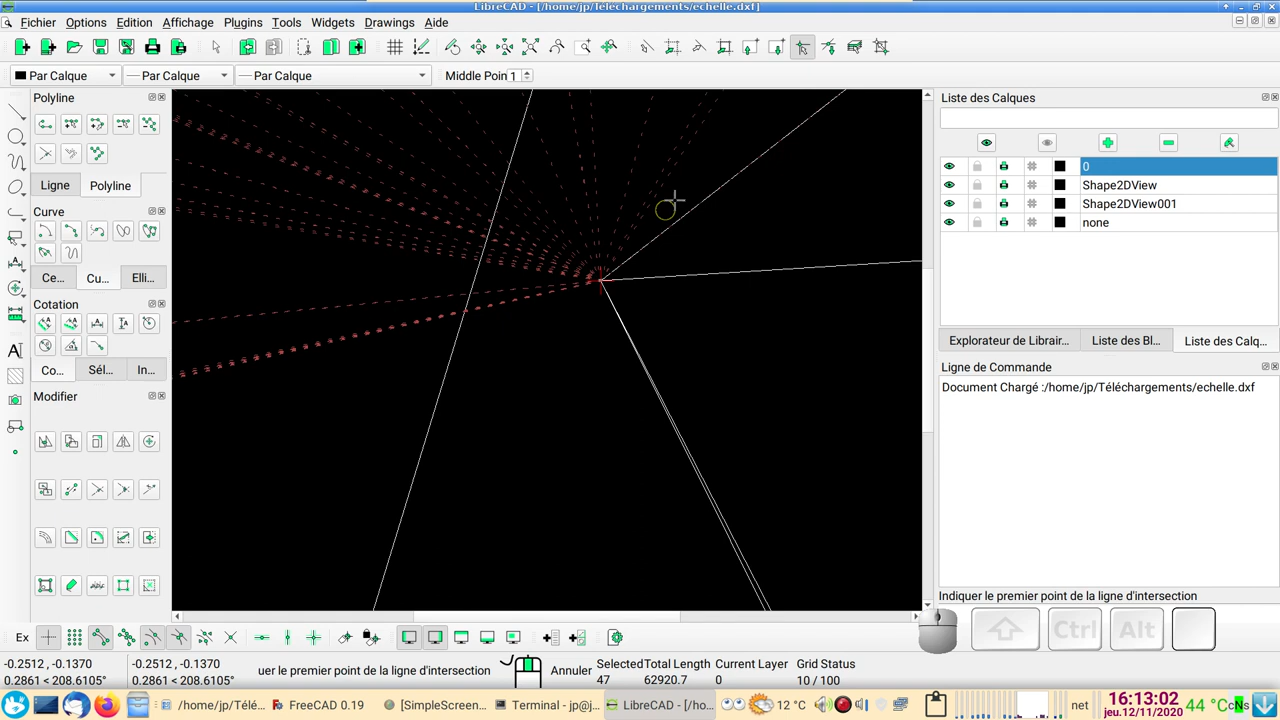 LibreCAD - [/home/jp/Téléchargements/echelle.dxf]
Fichier Options Edition Affichage Plugins Tools Widgets Drawings Aide
Par Calque Par Calque Par Calque Middle Poin 1
Polyline
Ligne Polyline
Curve
Ce... Cu... Elli...
Cotation
Co... Sél... In...
Modifier
Liste des Calques
0
Shape2DView
Shape2DView001
none
Explorateur de Librair... Liste des Bl... Liste des Calq...
Ligne de Commande
Document Chargé :/home/jp/Téléchargements/echelle.dxf
Indiquer le premier point de la ligne d'intersection
Ctrl Alt
Ex
-0.2512 , -0.1370
0.2861 < 208.6105°
-0.2512 , -0.1370
0.2861 < 208.6105°
uer le premier point de la ligne d'intersection
Annuler
Selected Total Length Current Layer Grid Status
47 62920.7 0 10 / 100
/home/jp/Télé... FreeCAD 0.19 [SimpleScreen... Terminal - jp@j... LibreCAD - [/ho...
12 °C
net
16:13:02
jeu.12/11/2020
44 °C